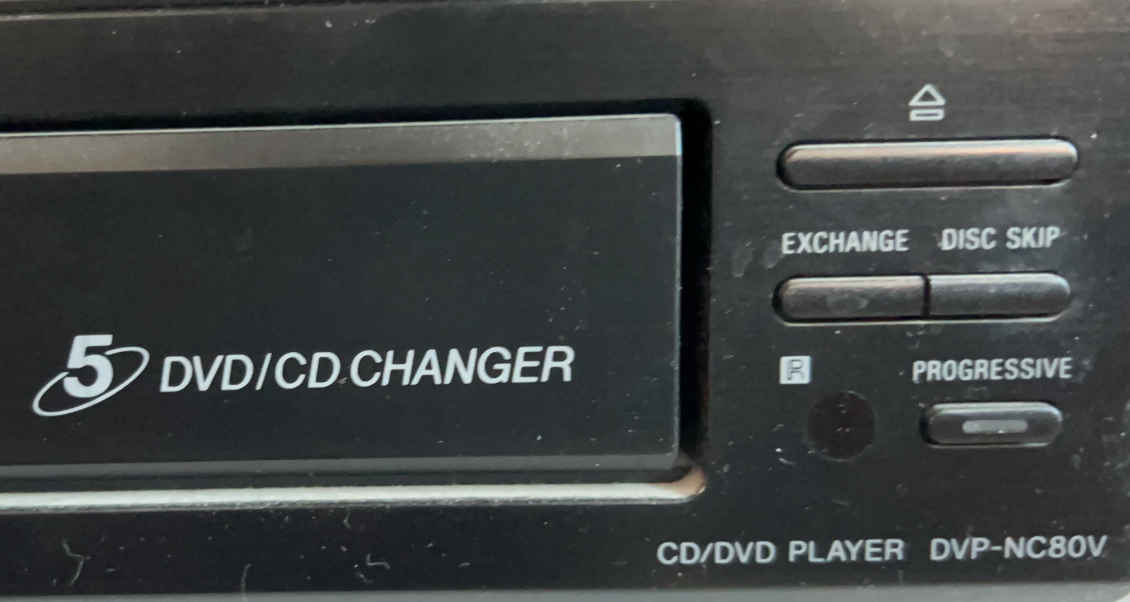 5 DVD/CD CHANGER
EXCHANGE DISC SKIP
R PROGRESSIVE
CD/DVD PLAYER DVP-NC80V